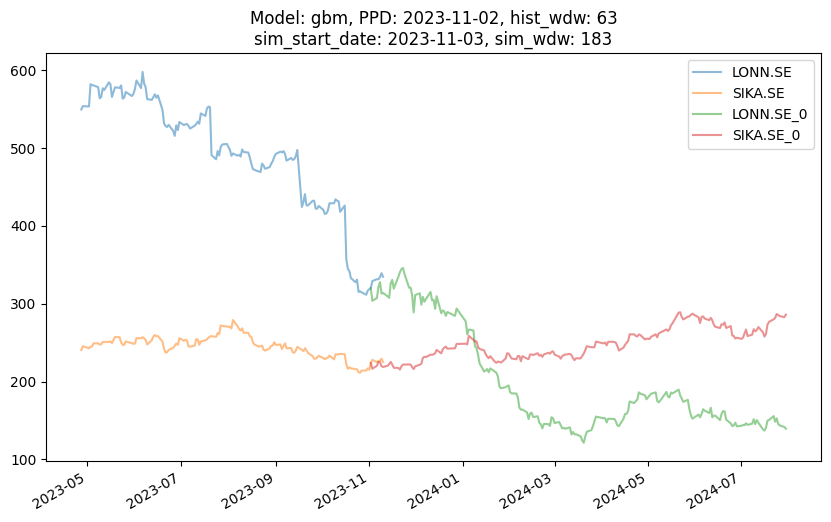 Model: gbm, PPD: 2023-11-02, hist_wdw: 63
sim_start_date: 2023-11-03, sim_wdw: 183
LONN.SE
SIKA.SE
LONN.SE_0
SIKA.SE_0
600
500
400
300
200
100
2023-05
2023-07
2023-09
2023-11
2024-01
2024-03
2024-05
2024-07